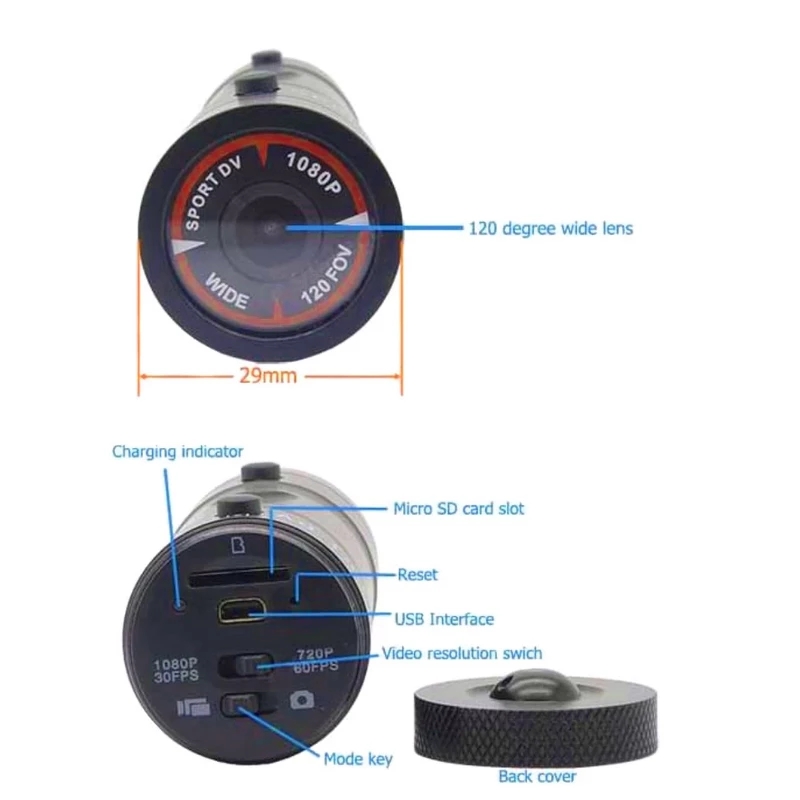 SPORT DV
1080P
WIDE
120 FOV
120 degree wide lens
29mm
Charging indicator
Micro SD card slot
Reset
USB Interface
Video resolution swich
1080P
30FPS
720P
60FPS
Mode key
Back cover